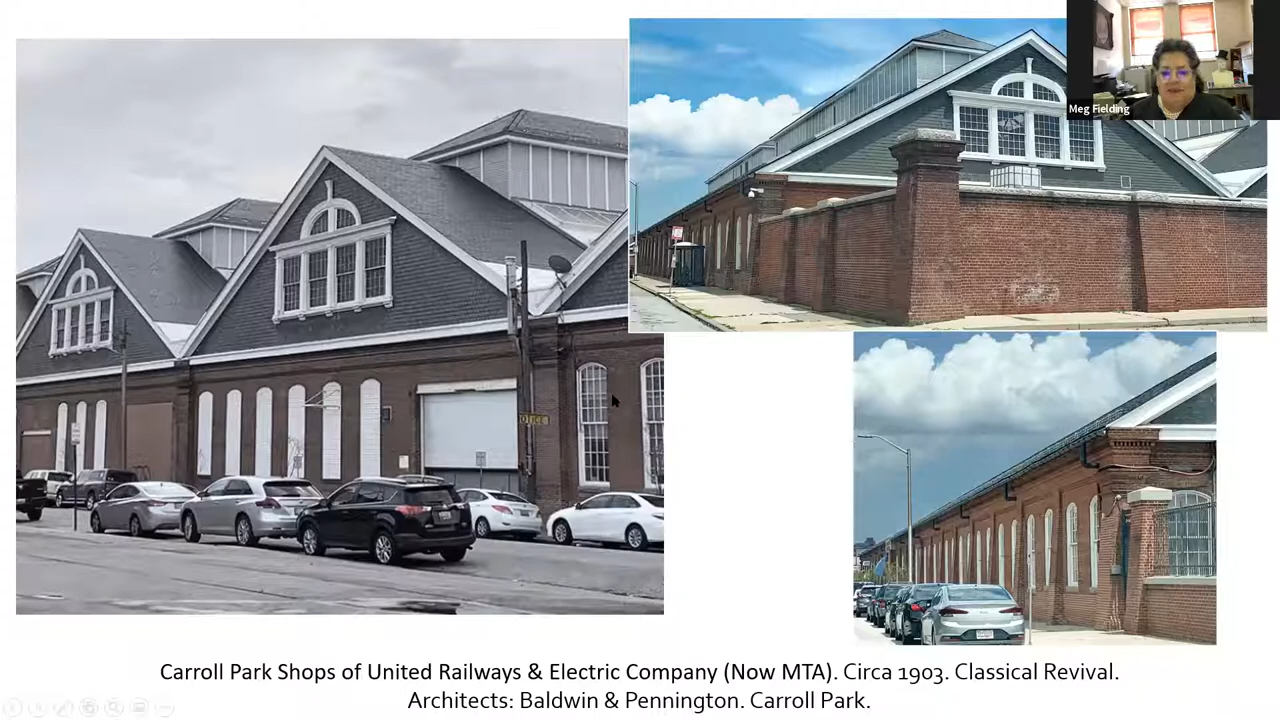 Meg Fielding
OTICE
Carroll Park Shops of United Railways & Electric Company (Now MTA). Circa 1903. Classical Revival.
Architects: Baldwin & Pennington. Carroll Park.